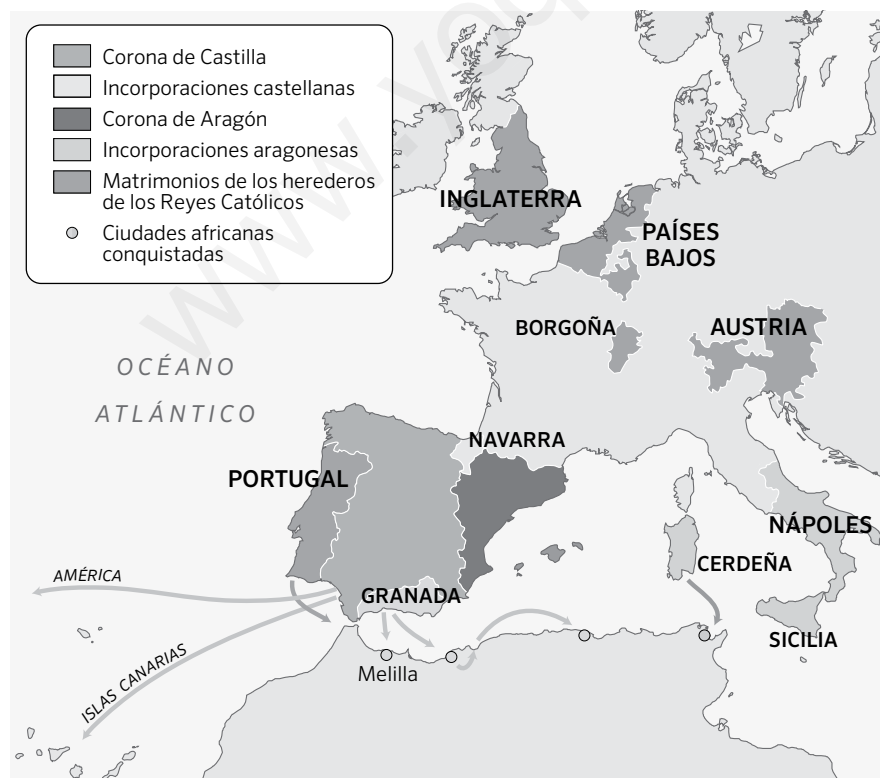 Corona de Castilla
Incorporaciones castellanas
Corona de Aragón
Incorporaciones aragonesas
Matrimonios de los herederos
de los Reyes Católicos
Ciudades africanas
conquistadas
INGLATERRA
PAÍSES
BAJOS
BORGOÑA
AUSTRIA
OCÉANO
ATLÁNTICO
NAVARRA
PORTUGAL
NÁPOLES
CERDEÑA
AMÉRICA
GRANADA
SICILIA
Melilla
ISLAS CANARIAS